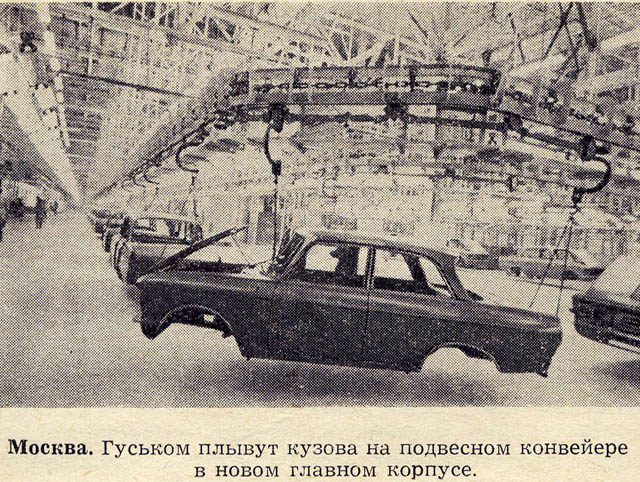 Москва. Гуськом плывут кузова на подвесном конвейере
в новом главном корпусе.